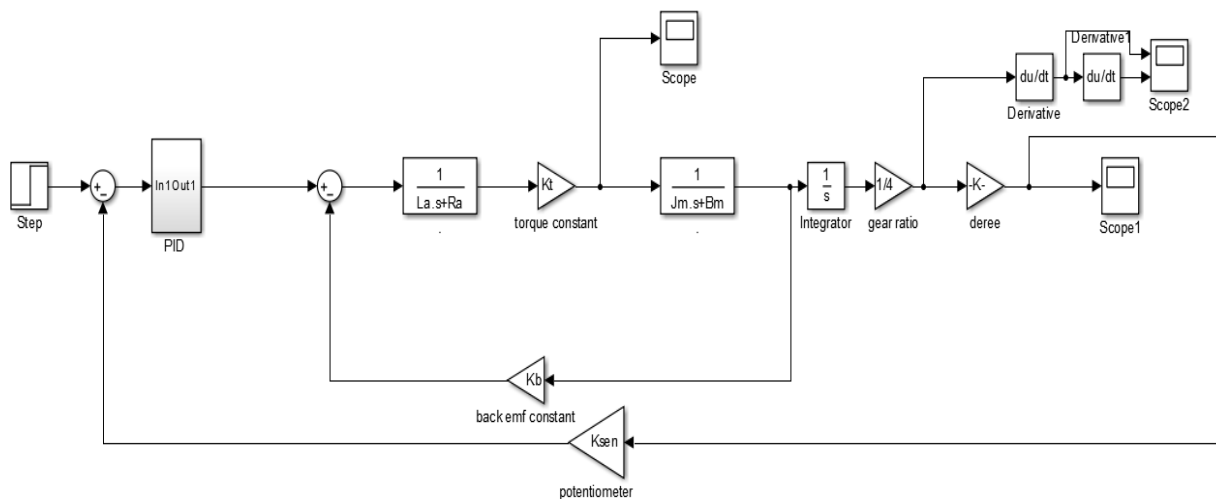 Scope
Derivative1
du/dt
du/dt
Derivative
Scope2
Step
+
−
In1Out1
PID
+
−
1
La.s+Ra
.
Kt
torque constant
1
Jm.s+Bm
.
1
s
Integrator
1/4
gear ratio
-K-
deree
Scope1
Kb
back emf constant
Ksen
potentiometer